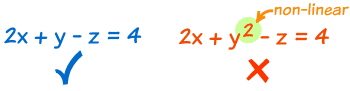 non-linear
2x + y - z = 4
2x + y² - z = 4